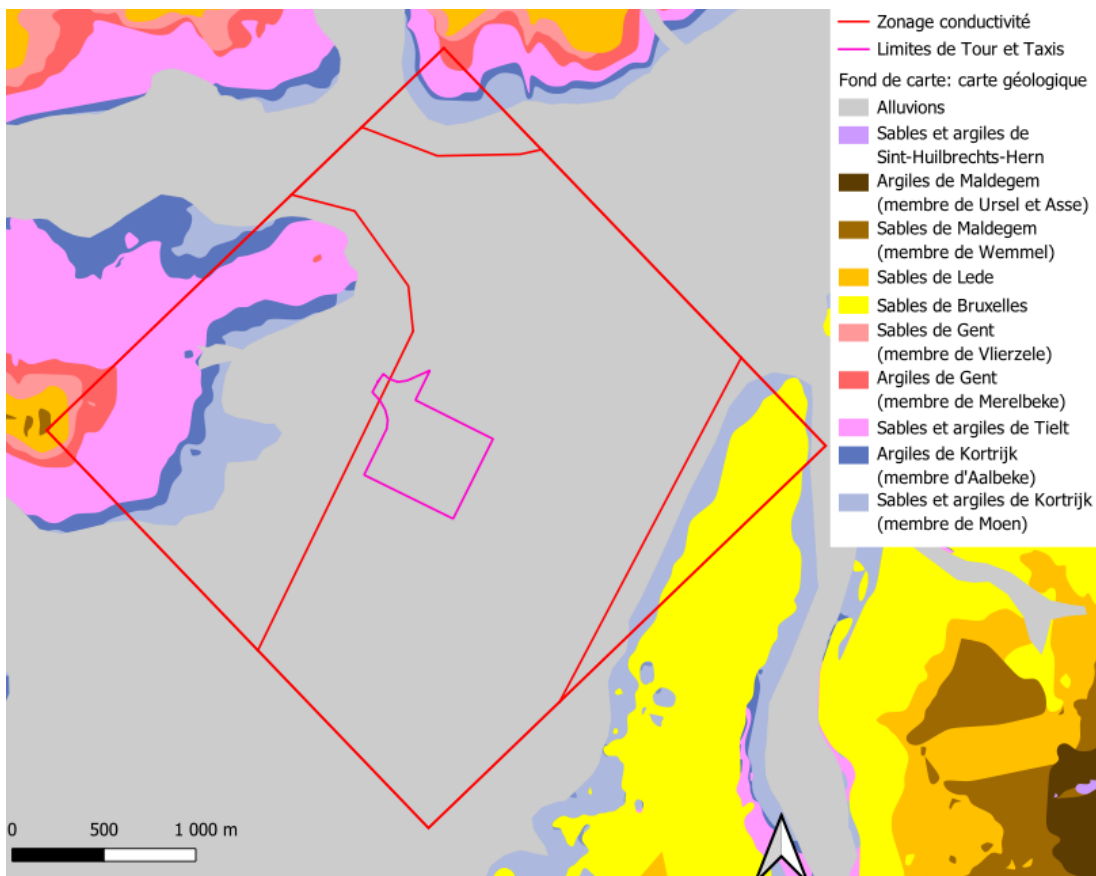 Zonage conductivité
Limites de Tour et Taxis
Fond de carte: carte géologique
Alluvions
Sables et argiles de
Sint-Huilbrechts-Hern
Argiles de Maldegem
(membre de Ursel et Asse)
Sables de Maldegem
(membre de Wemmel)
Sables de Lede
Sables de Bruxelles
Sables de Gent
(membre de Vlierzele)
Argiles de Gent
(membre de Merelbeke)
Sables et argiles de Tielt
Argiles de Kortrijk
(membre d'Aalbeke)
Sables et argiles de Kortrijk
(membre de Moen)
0 500 1 000 m